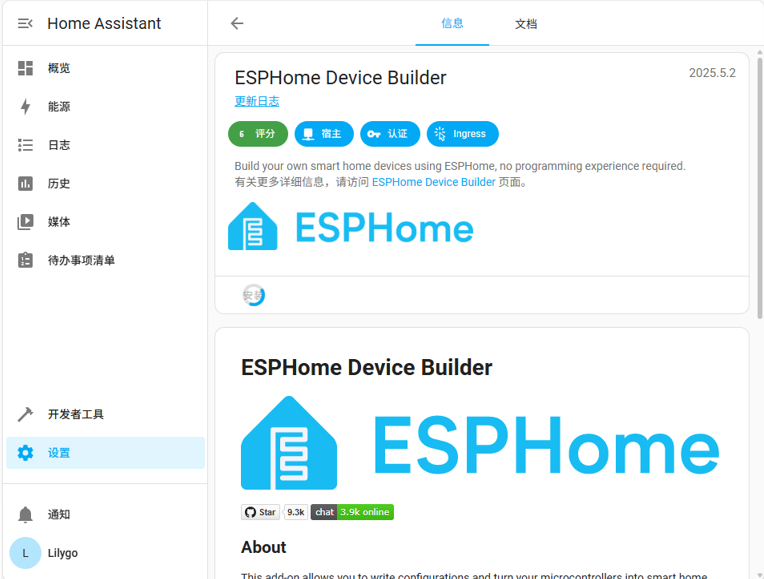 Home Assistant
信息
文档
概览
能源
日志
历史
媒体
待办事项清单
开发者工具
设置
通知
L
Lilygo
ESPHome Device Builder
2025.5.2
更新日志
6 评分
宿主
认证
Ingress
Build your own smart home devices using ESPHome, no programming experience required.
有关更多详细信息，请访问 ESPHome Device Builder 页面。
ESPHome
安装
ESPHome Device Builder
ESPHome
Star 9.3k chat 3.9k online
About
This add-on allows you to write configurations and turn your microcontrollers into smart home